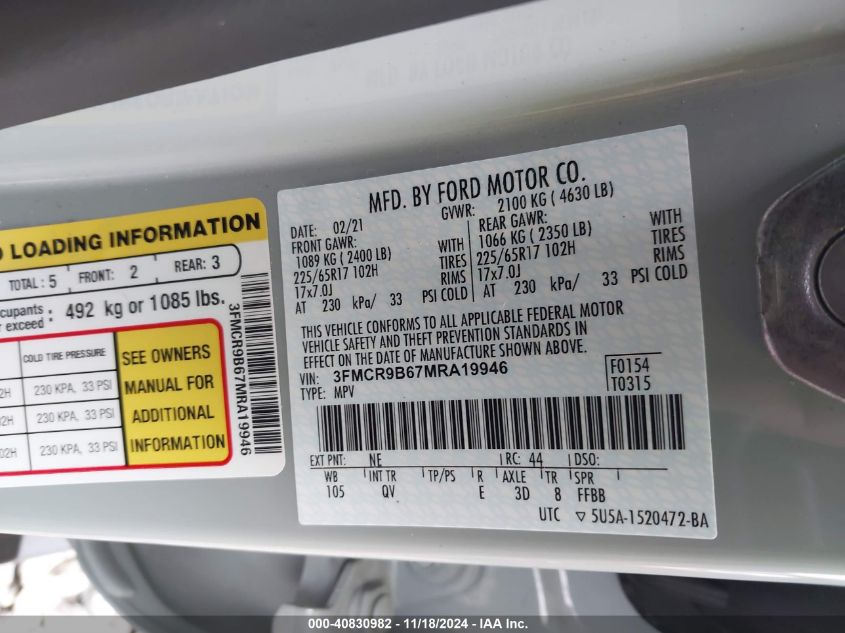 MFD. BY FORD MOTOR CO.
DATE: 02/21 GVWR: 2100 KG ( 4630 LB)
FRONT GAWR: REAR GAWR:
1089 KG ( 2400 LB) WITH 1066 KG ( 2350 LB) WITH
225/65R17 102H TIRES 225/65R17 102H TIRES
17x7.0J RIMS 17x7.0J RIMS
AT 230 kPa/ 33 PSI COLD AT 230 kPa/ 33 PSI COLD
THIS VEHICLE CONFORMS TO ALL APPLICABLE FEDERAL MOTOR
VEHICLE SAFETY AND THEFT PREVENTION STANDARDS IN
EFFECT ON THE DATE OF MANUFACTURE SHOWN ABOVE.
VIN: 3FMCR9B67MRA19946 F0154
TYPE: MPV T0315
EXT PNT: NE RC: 44 DSO:
WB INT TR TP/PS R AXLE TR SPR
105 QV E 3D 8 FFBB
UTC ▽ 5U5A-1520472-BA
LOADING INFORMATION
TOTAL: 5 FRONT: 2 REAR: 3
492 kg or 1085 lbs.
exceed :
COLD TIRE PRESSURE
230 KPA, 33 PSI
230 KPA, 33 PSI
230 KPA, 33 PSI
SEE OWNERS
MANUAL FOR
ADDITIONAL
INFORMATION
3FMCR9B67MRA19946
000-40830982 - 11/18/2024 - IAA Inc.